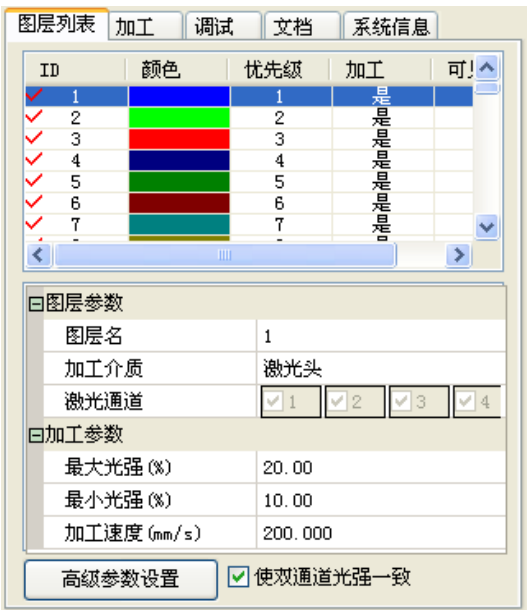 图层列表 加工 调试 文档 系统信息
ID 颜色 优先级 加工
1 1 是
2 2 是
3 3 是
4 4 是
5 5 是
6 6 是
7 7 是
图层参数
图层名 1
加工介质 激光头
激光通道 1 2 3 4
加工参数
最大光强(%) 20.00
最小光强(%) 10.00
加工速度(mm/s) 200.000
高级参数设置 使双通道光强一致